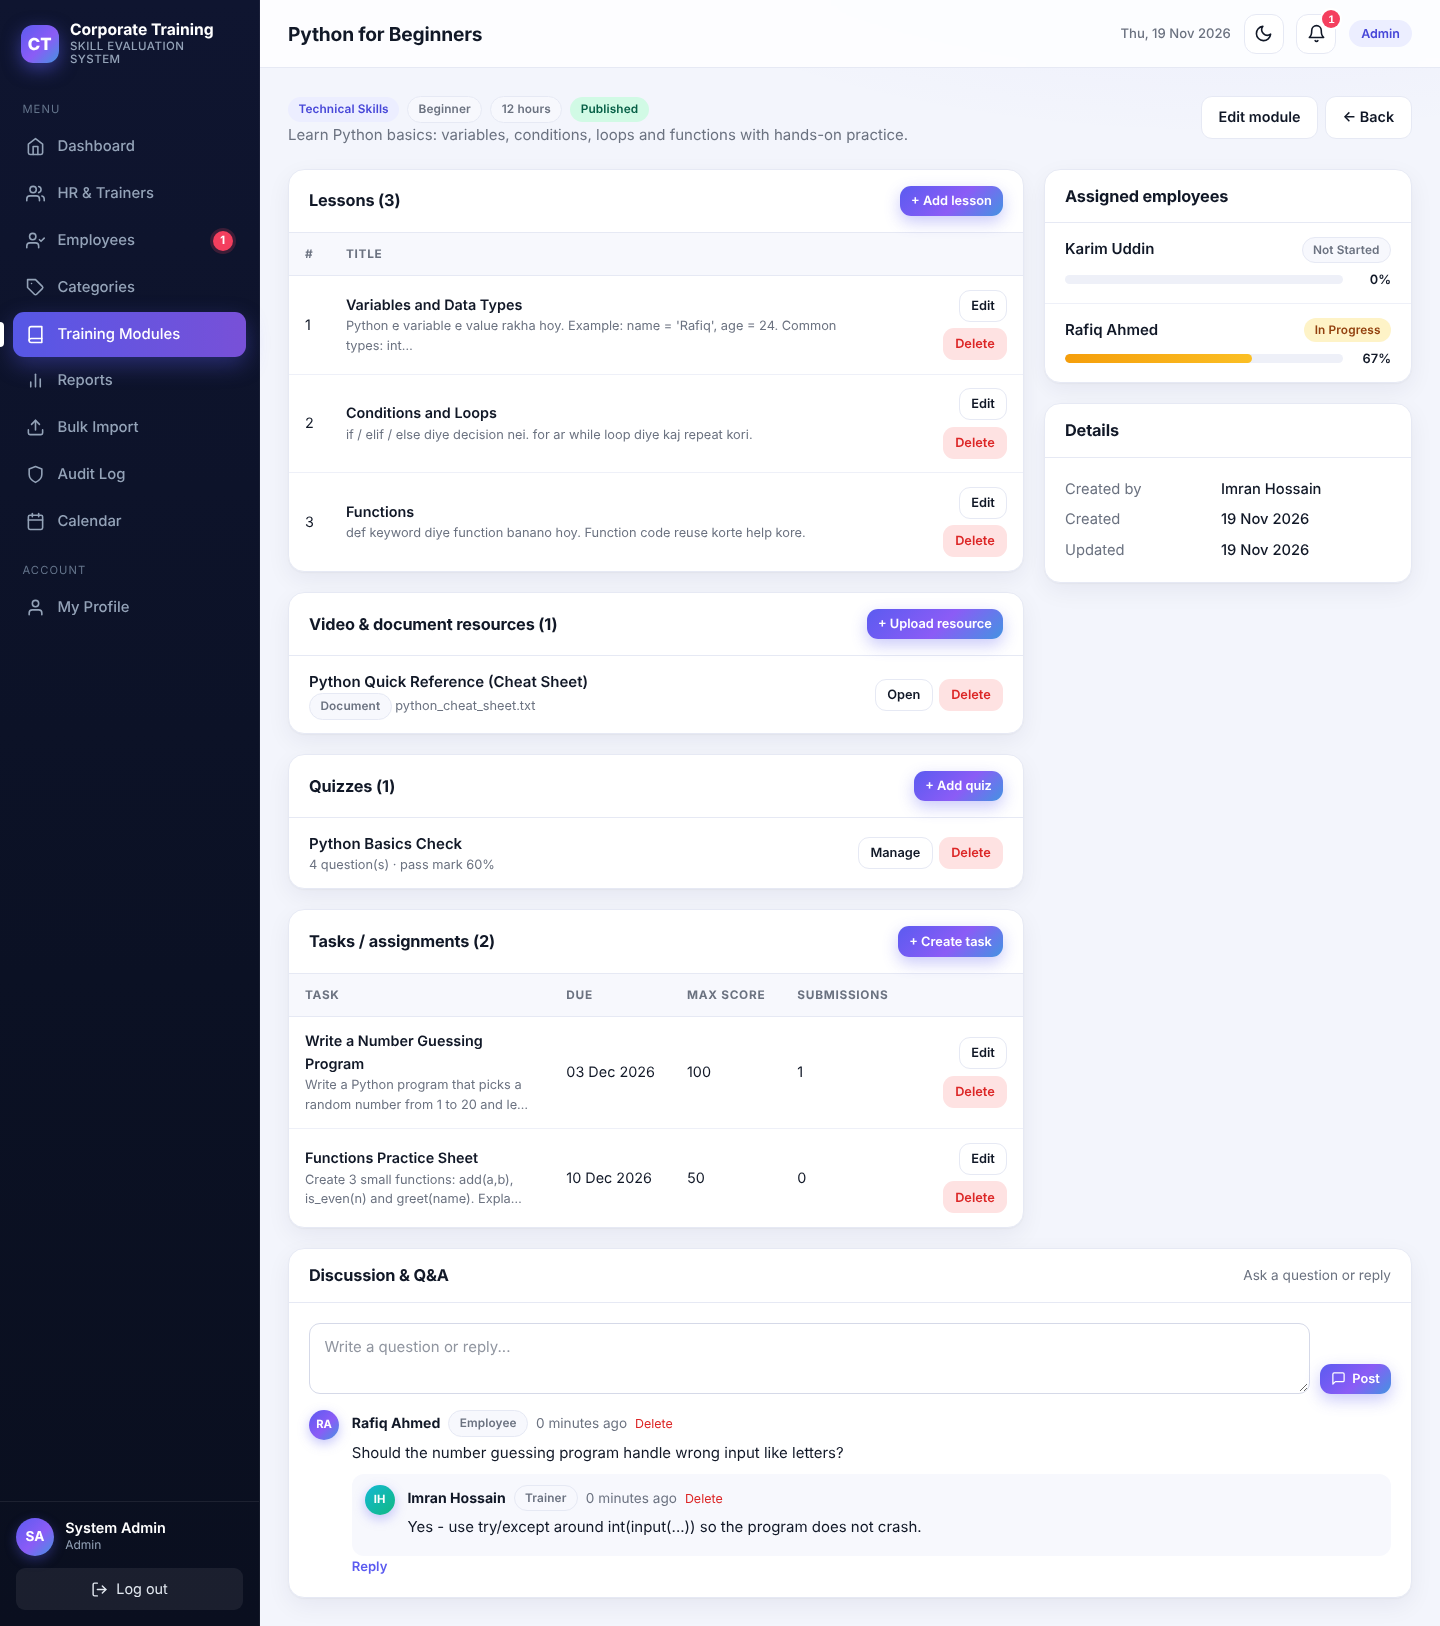 CT
Corporate Training
SKILL EVALUATION
SYSTEM
MENU
Dashboard
HR & Trainers
Employees
1
Categories
Training Modules
Reports
Bulk Import
Audit Log
Calendar
ACCOUNT
My Profile
SA
System Admin
Admin
Log out
Python for Beginners
Thu, 19 Nov 2026
1
Admin
Technical Skills
Beginner
12 hours
Published
Learn Python basics: variables, conditions, loops and functions with hands-on practice.
Edit module
← Back
Lessons (3)
+ Add lesson
# TITLE
1
Variables and Data Types
Python e variable e value rakha hoy. Example: name = 'Rafiq', age = 24. Common
types: int...
Edit
Delete
2
Conditions and Loops
if / elif / else diye decision nei. for ar while loop diye kaj repeat kori.
Edit
Delete
3
Functions
def keyword diye function banano hoy. Function code reuse korte help kore.
Edit
Delete
Video & document resources (1)
+ Upload resource
Python Quick Reference (Cheat Sheet)
Document python_cheat_sheet.txt
Open
Delete
Quizzes (1)
+ Add quiz
Python Basics Check
4 question(s) · pass mark 60%
Manage
Delete
Tasks / assignments (2)
+ Create task
TASK DUE MAX SCORE SUBMISSIONS
Write a Number Guessing
Program
Write a Python program that picks a
random number from 1 to 20 and le...
03 Dec 2026
100
1
Edit
Delete
Functions Practice Sheet
Create 3 small functions: add(a,b),
is_even(n) and greet(name). Expla...
10 Dec 2026
50
0
Edit
Delete
Assigned employees
Karim Uddin
Not Started
0%
Rafiq Ahmed
In Progress
67%
Details
Created by Imran Hossain
Created 19 Nov 2026
Updated 19 Nov 2026
Discussion & Q&A
Ask a question or reply
Write a question or reply...
Post
RA
Rafiq Ahmed Employee 0 minutes ago Delete
Should the number guessing program handle wrong input like letters?
IH
Imran Hossain Trainer 0 minutes ago Delete
Yes - use try/except around int(input(...)) so the program does not crash.
Reply